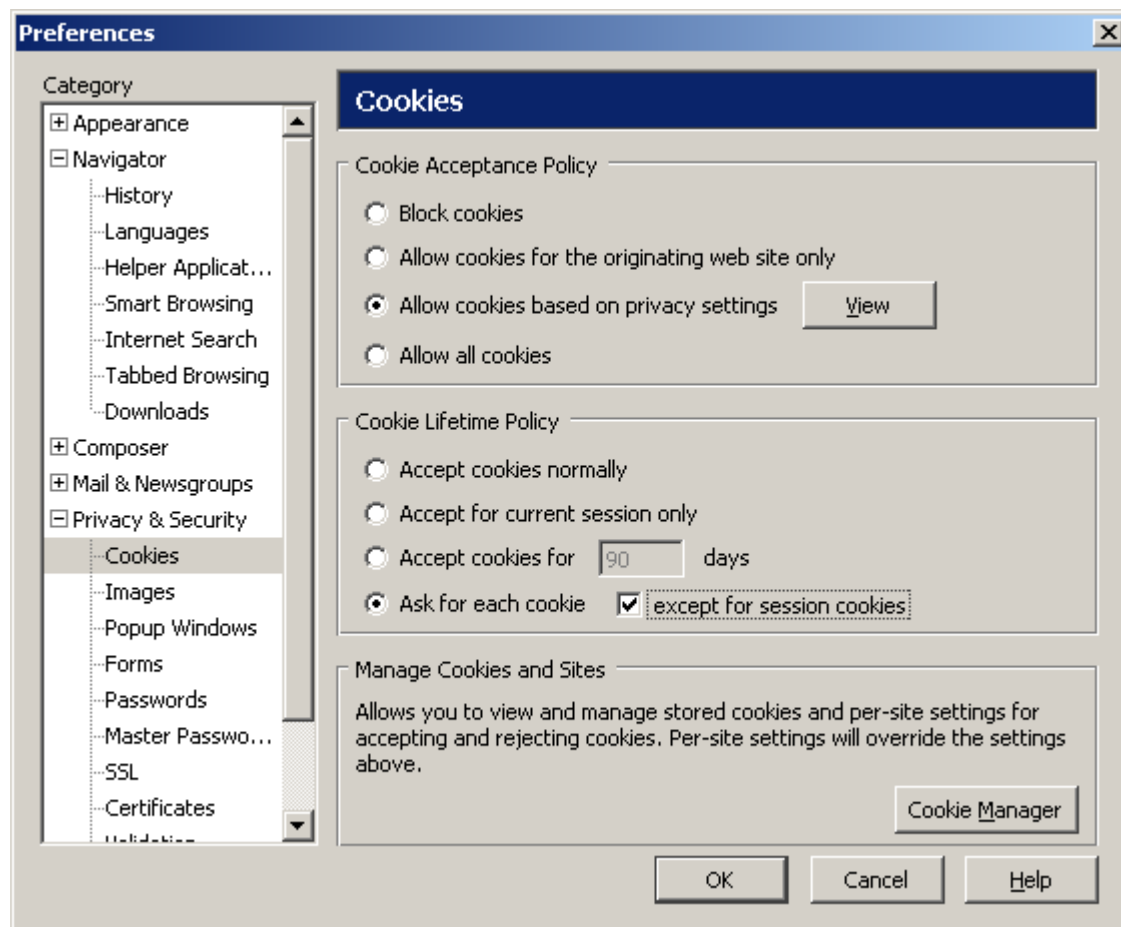 Preferences
Category
Appearance
Navigator
History
Languages
Helper Applicat...
Smart Browsing
Internet Search
Tabbed Browsing
Downloads
Composer
Mail & Newsgroups
Privacy & Security
Cookies
Images
Popup Windows
Forms
Passwords
Master Passwo...
SSL
Certificates
Cookies
Cookie Acceptance Policy
Block cookies
Allow cookies for the originating web site only
Allow cookies based on privacy settings View
Allow all cookies
Cookie Lifetime Policy
Accept cookies normally
Accept for current session only
Accept cookies for 90 days
Ask for each cookie except for session cookies
Manage Cookies and Sites
Allows you to view and manage stored cookies and per-site settings for
accepting and rejecting cookies. Per-site settings will override the settings
above.
Cookie Manager
OK Cancel Help